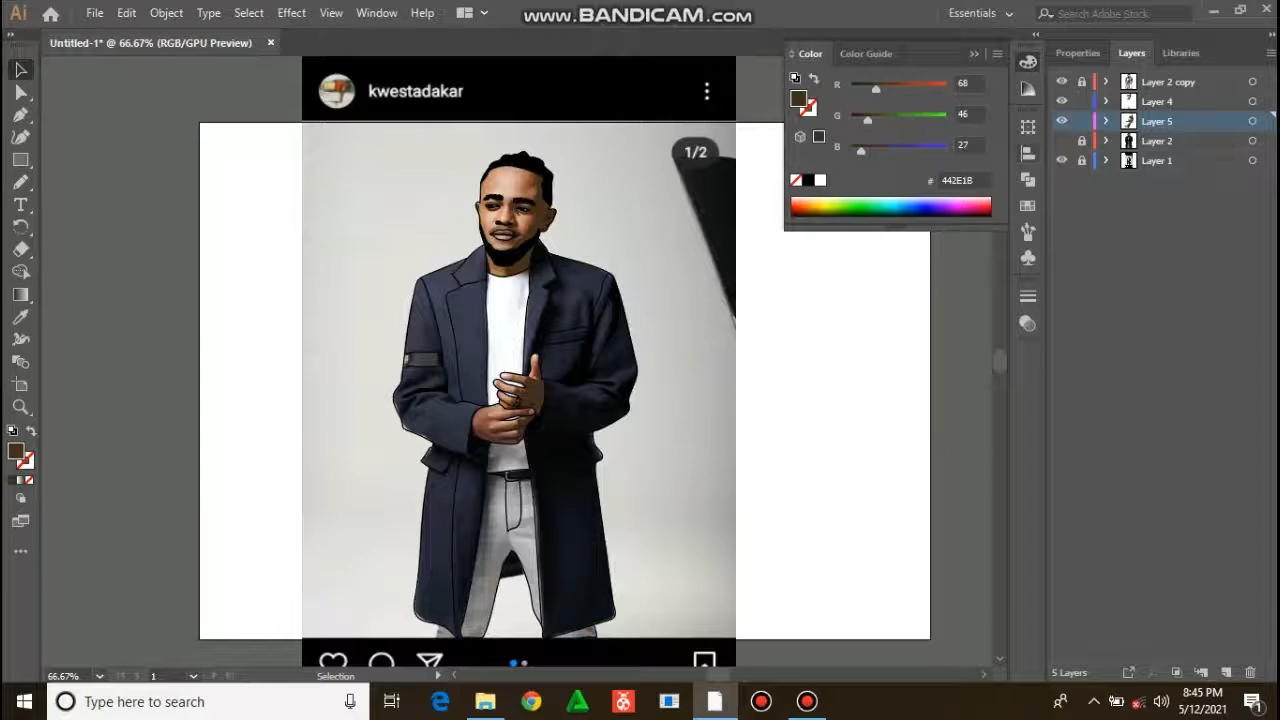 Ai File Edit Object Type Select Effect View Window Help
www.BANDICAM.com
Essentials
Search Adobe Stock
Untitled-1* @ 66.67% (RGB/GPU Preview)
Color Color Guide
Properties Layers Libraries
R 68
G 46
B 27
# 442E1B
Layer 2 copy
Layer 4
Layer 5
Layer 2
Layer 1
kwestadakar
1/2
66.67% 1 Selection
5 Layers
Type here to search
8:45 PM
5/12/2021
1